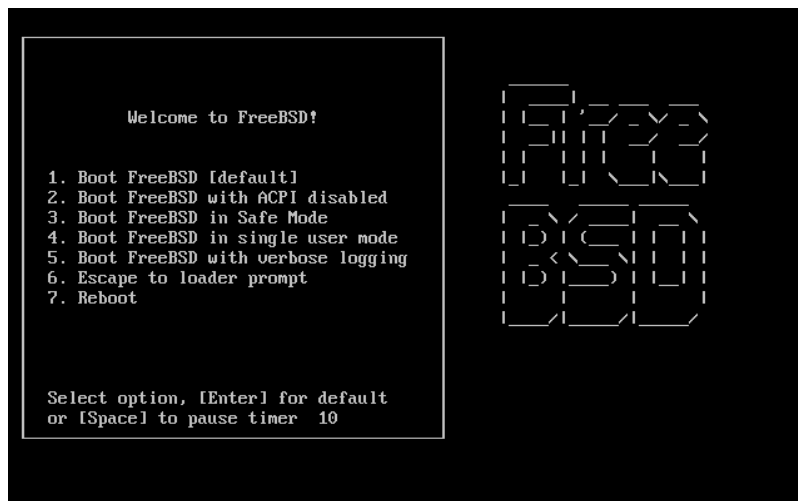 Welcome to FreeBSD!
1. Boot FreeBSD [default]
2. Boot FreeBSD with ACPI disabled
3. Boot FreeBSD in Safe Mode
4. Boot FreeBSD in single user mode
5. Boot FreeBSD with verbose logging
6. Escape to loader prompt
7. Reboot
Select option, [Enter] for default
or [Space] to pause timer 10
Free
BSD